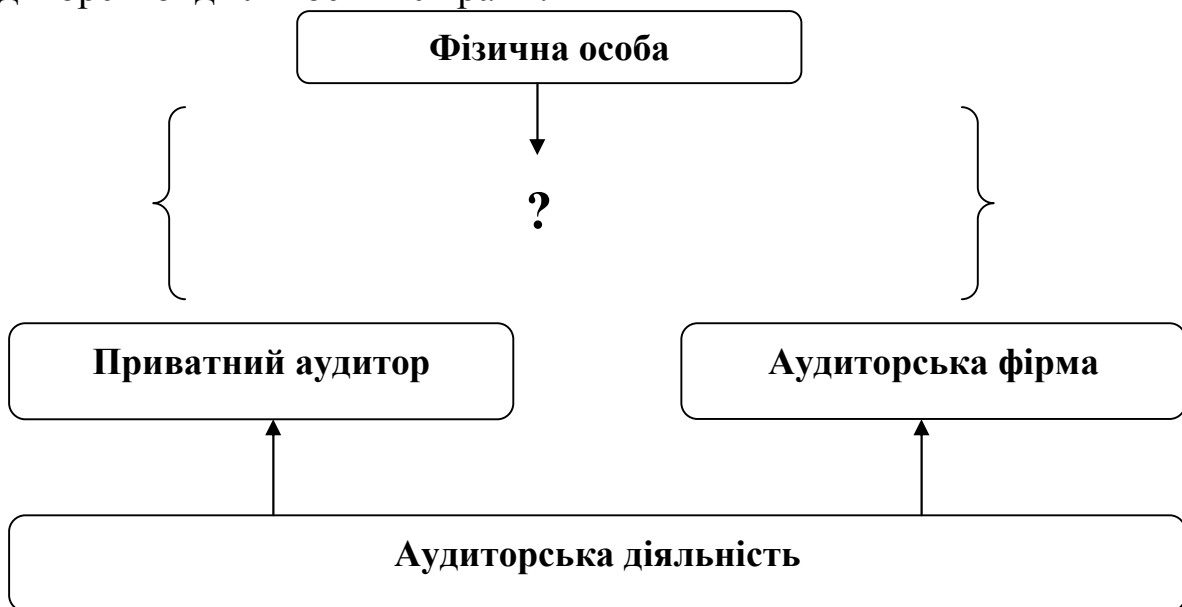 Фізична особа
?
Приватний аудитор
Аудиторська фірма
Аудиторська діяльність